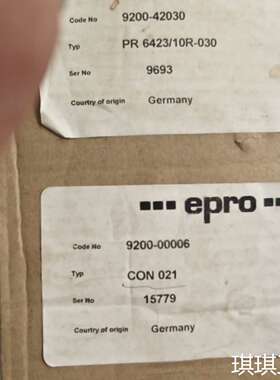 Code No 9200-42030
Typ PR 6423/10R-030
Ser No 9693
Country of origin Germany
epro
Code No 9200-00006
Typ CON 021
Ser No 15779
Country of origin Germany
琪琪